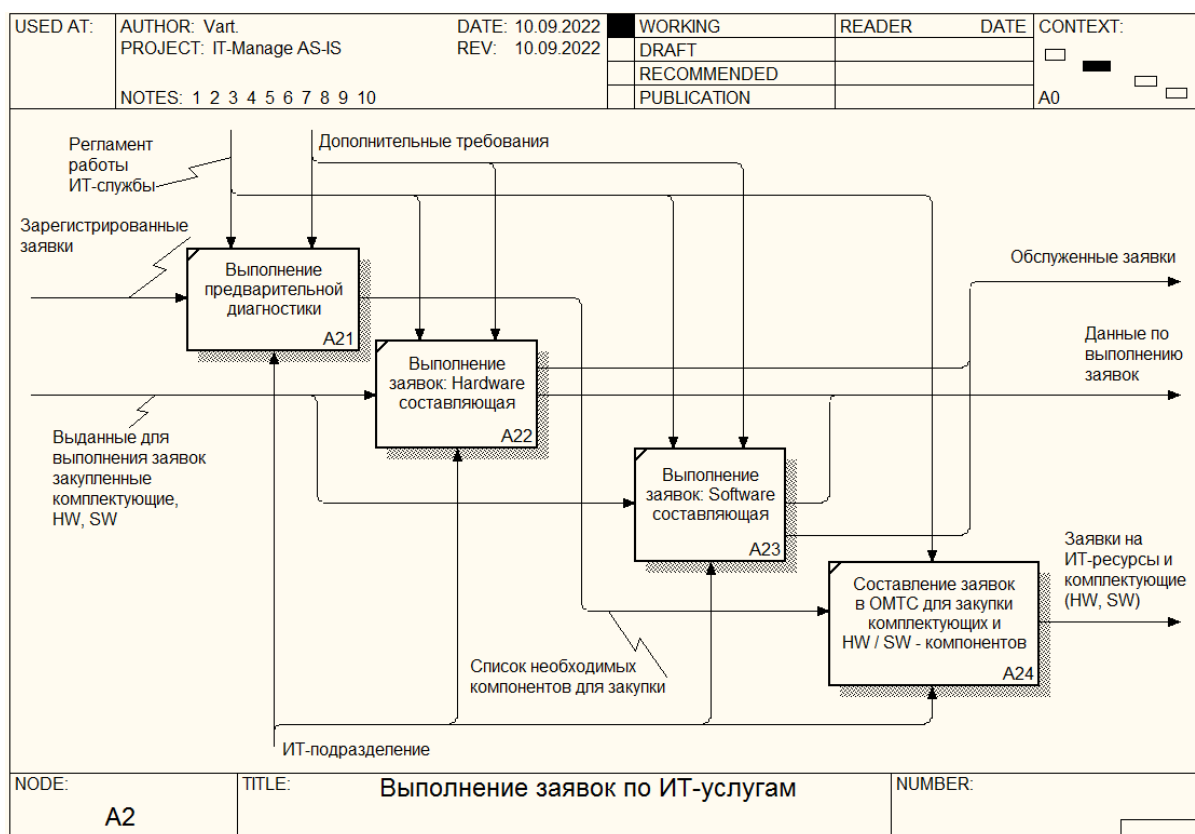 USED AT:
AUTHOR: Vart.
DATE: 10.09.2022
PROJECT: IT-Manage AS-IS
REV: 10.09.2022
NOTES: 1 2 3 4 5 6 7 8 9 10
WORKING
DRAFT
RECOMMENDED
PUBLICATION
READER DATE
CONTEXT:
A0
Регламент
работы
ИТ-службы
Дополнительные требования
Зарегистрированные
заявки
Выполнение
предварительной
диагностики
A21
Обслуженные заявки
Выполнение
заявок: Hardware
составляющая
A22
Данные по
выполнению
заявок
Выданные для
выполнения заявок
закупленные
комплектующие,
HW, SW
Выполнение
заявок: Software
составляющая
A23
Заявки на
ИТ-ресурсы и
комплектующие
(HW, SW)
Составление заявок
в ОМТС для закупки
комплектующих и
HW / SW - компонентов
A24
Список необходимых
компонентов для закупки
ИТ-подразделение
NODE:
A2
TITLE:
Выполнение заявок по ИТ-услугам
NUMBER: